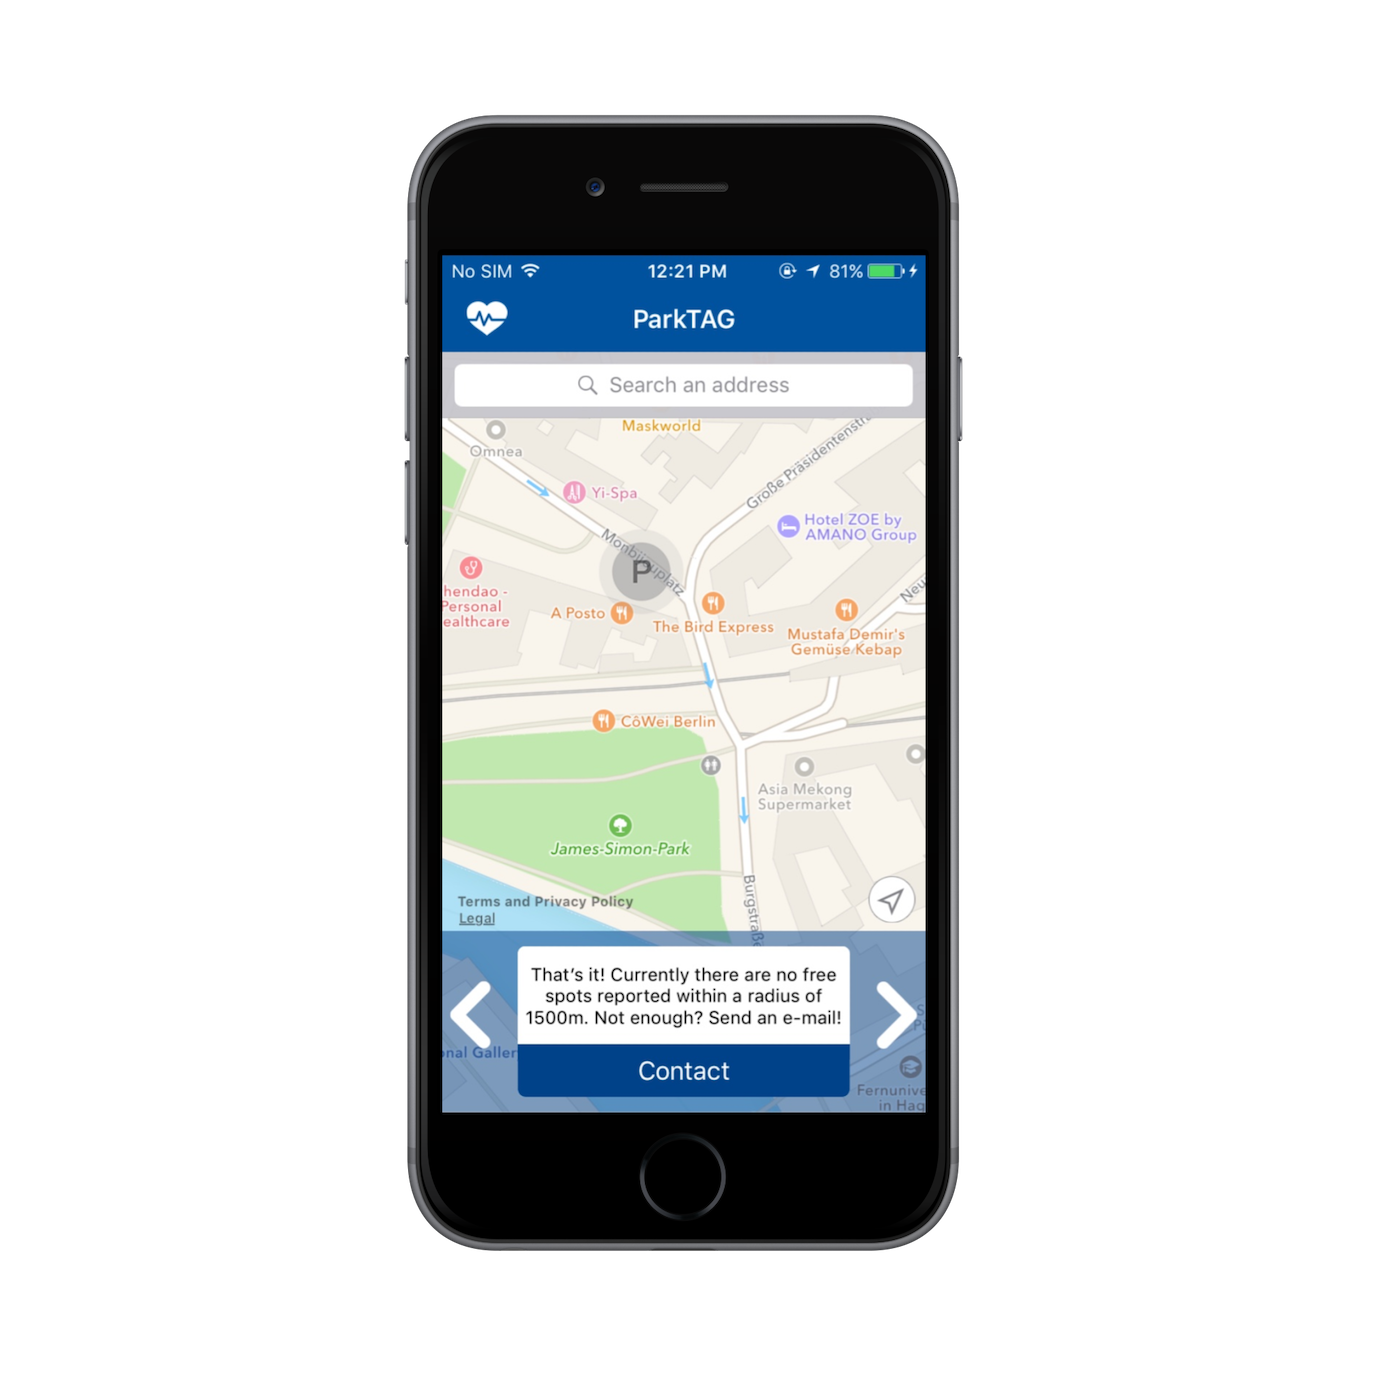 No SIM 12:21 PM 81%
ParkTAG
Search an address
Maskworld
Omnea
Große Präsidentenstr
Yi-Spa
Hotel ZOE by
AMANO Group
P
hendao -
Personal
ealthcare
A Posto
The Bird Express
Mustafa Demir's
Gemüse Kebap
CôWei Berlin
Asia Mekong
Supermarket
James-Simon-Park
Burgstraße
Terms and Privacy Policy
Legal
That's it! Currently there are no free
spots reported within a radius of
1500m. Not enough? Send an e-mail!
Contact
onal Galler
Fernunive
in Hag